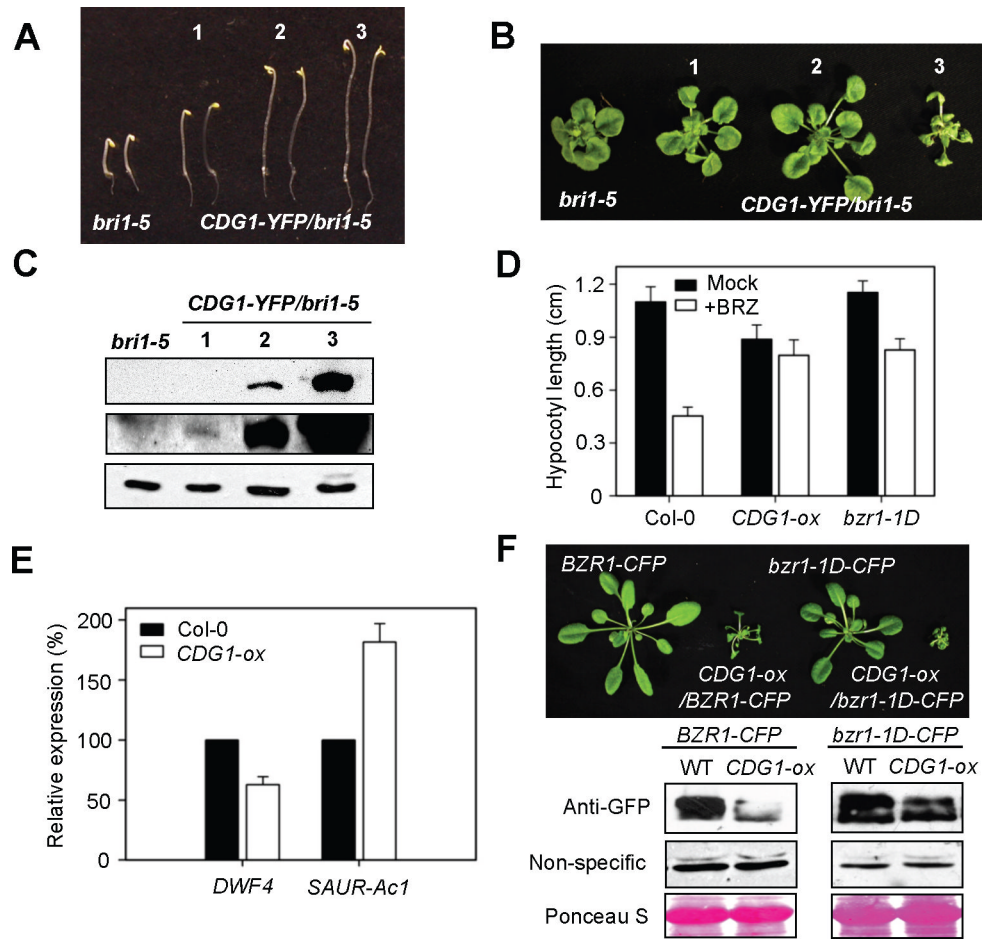 A
1 2 3
bri1-5 CDG1-YFP/bri1-5
B
1 2 3
bri1-5 CDG1-YFP/bri1-5
C
CDG1-YFP/bri1-5
bri1-5 1 2 3
D
Hypocotyl length (cm)
1.2
0.9
0.6
0.3
0
Mock
+BRZ
Col-0 CDG1-ox bzr1-1D
E
Relative expression (%)
200
150
100
50
0
Col-0
CDG1-ox
DWF4 SAUR-Ac1
F
BZR1-CFP bzr1-1D-CFP
CDG1-ox CDG1-ox
/BZR1-CFP /bzr1-1D-CFP
BZR1-CFP bzr1-1D-CFP
WT CDG1-ox WT CDG1-ox
Anti-GFP
Non-specific
Ponceau S